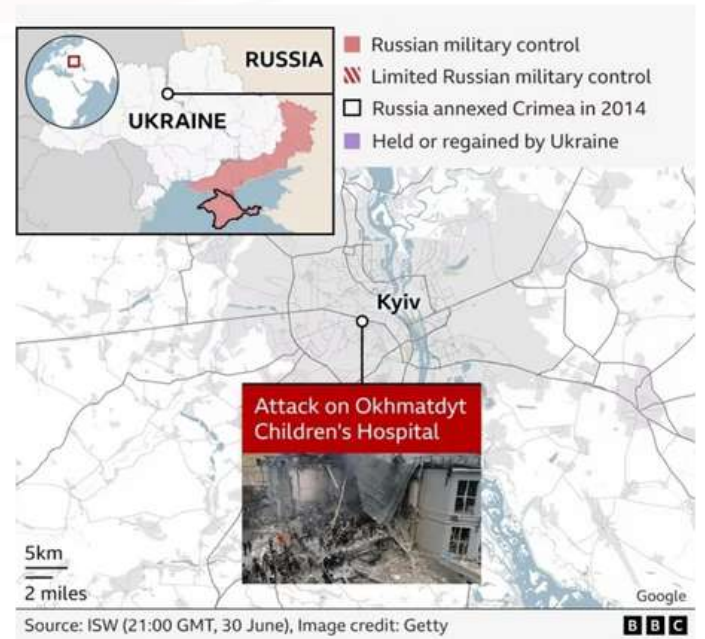 RUSSIA
UKRAINE
Russian military control
Limited Russian military control
Russia annexed Crimea in 2014
Held or regained by Ukraine
Kyiv
Attack on Okhmatdyt
Children's Hospital
5km
2 miles
Google
Source: ISW (21:00 GMT, 30 June), Image credit: Getty
BBC